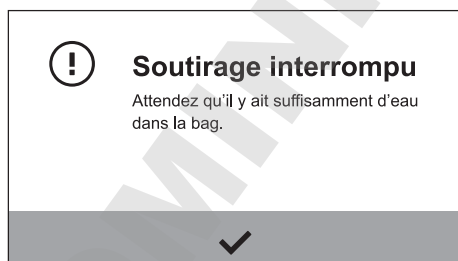 Soutirage interrompu
Attendez qu'il y ait suffisamment d'eau
dans la bag.